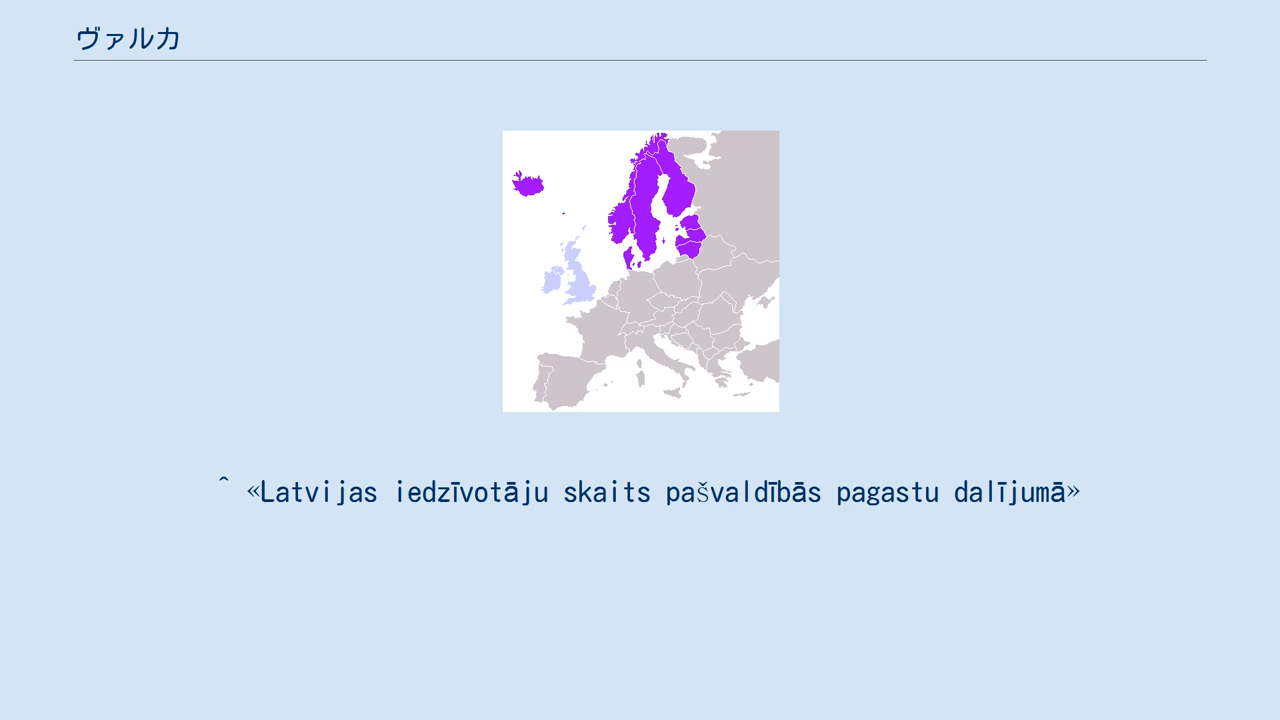 ヴァルカ
^ «Latvijas iedzīvotāju skaits pašvaldībās pagastu dalījumā»